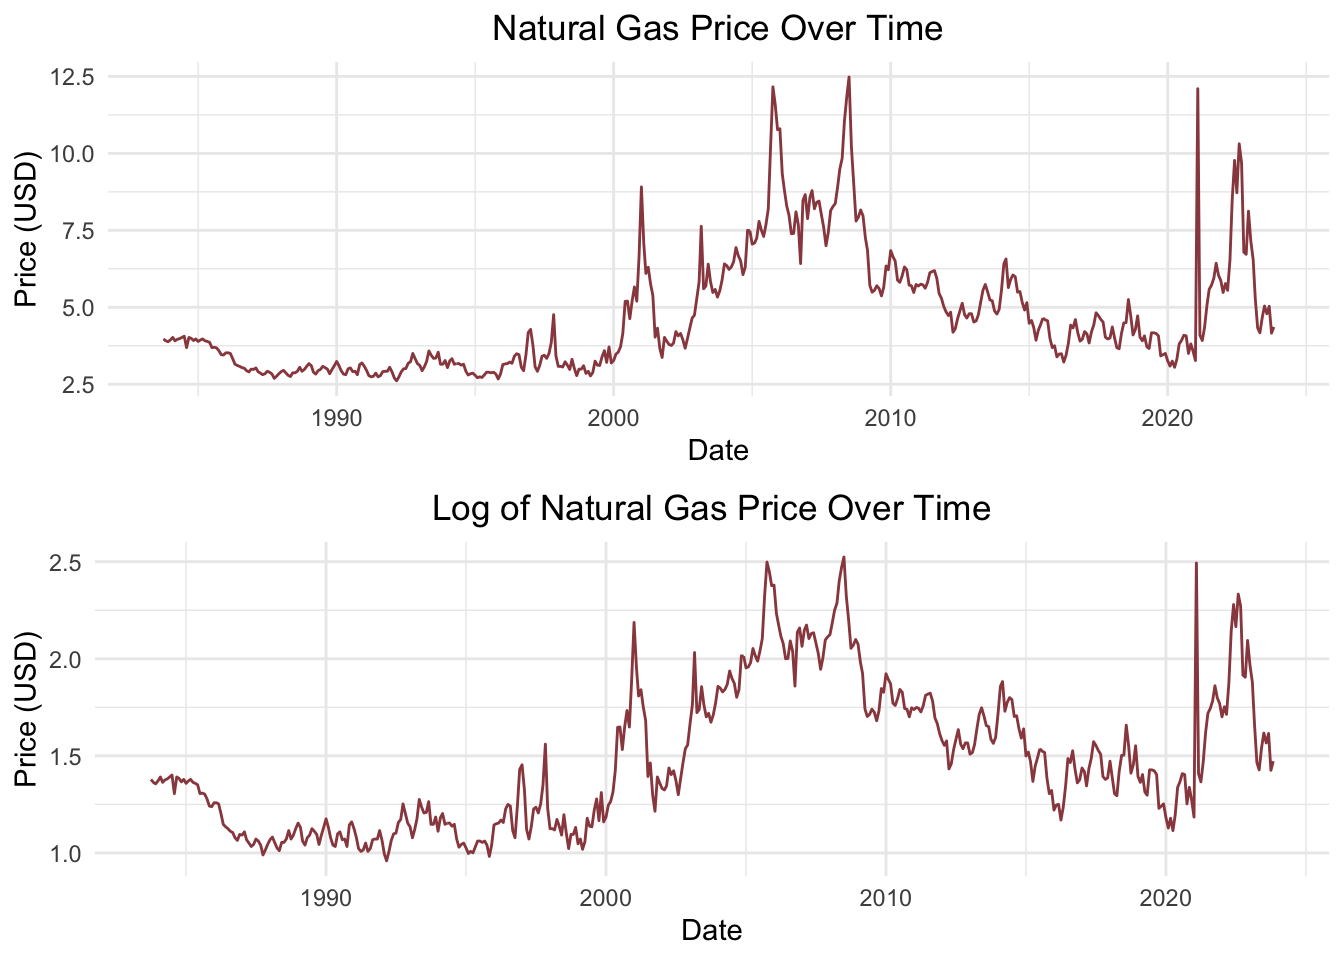 Natural Gas Price Over Time
12.5
10.0
7.5
5.0
2.5
Price (USD)
1990 2000 2010 2020
Date
Log of Natural Gas Price Over Time
2.5
2.0
1.5
1.0
Price (USD)
1990 2000 2010 2020
Date